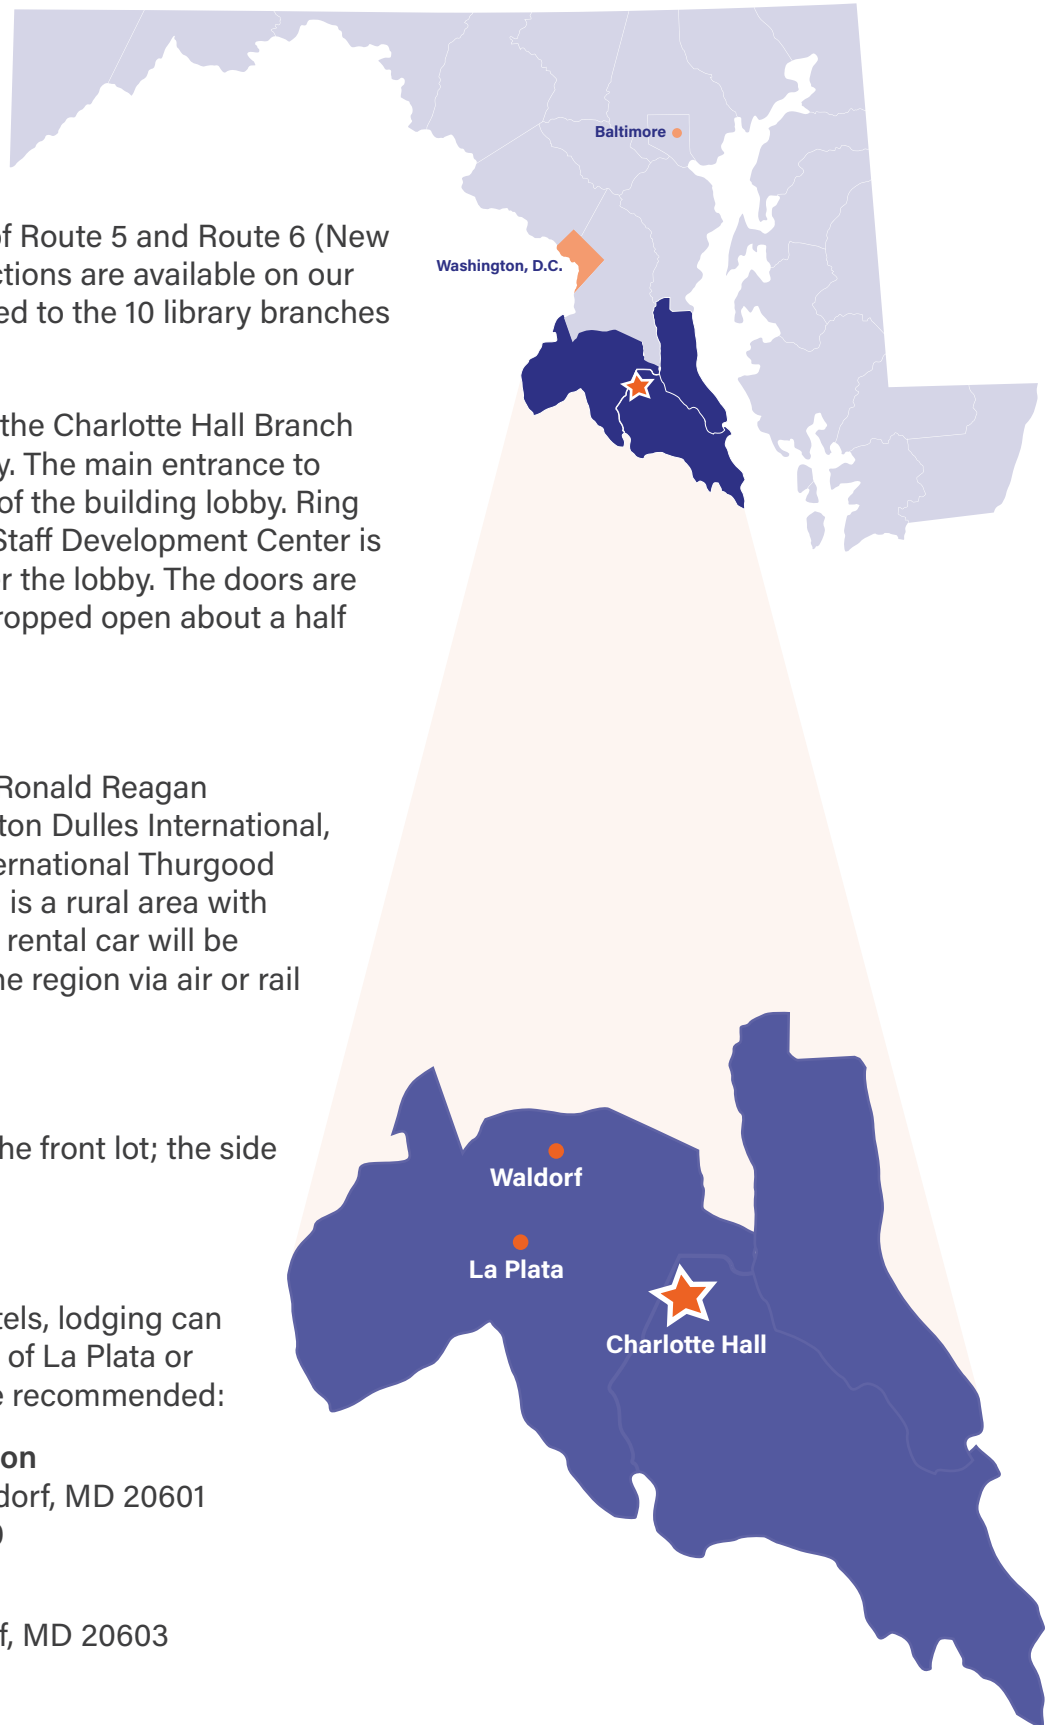 Baltimore
Washington, D.C.
of Route 5 and Route 6 (New
ctions are available on our
ed to the 10 library branches
the Charlotte Hall Branch
y. The main entrance to
of the building lobby. Ring
Staff Development Center is
r the lobby. The doors are
ropped open about a half
Ronald Reagan
ton Dulles International,
ernational Thurgood
is a rural area with
rental car will be
he region via air or rail
he front lot; the side
Waldorf
La Plata
Charlotte Hall
tels, lodging can
of La Plata or
e recommended:
on
dorf, MD 20601
f, MD 20603